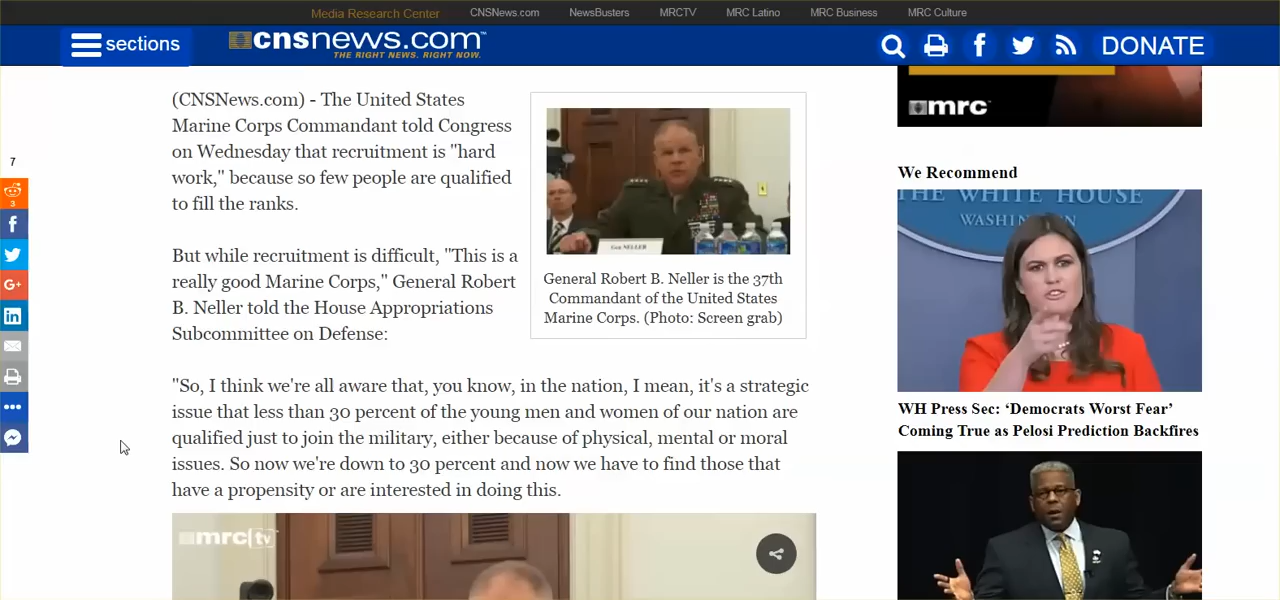 Media Research Center CNSNews.com NewsBusters MRCTV MRC Latino MRC Business MRC Culture
sections
cnsnews.com
THE RIGHT NEWS. RIGHT NOW.
DONATE
(CNSNews.com) - The United States
Marine Corps Commandant told Congress
on Wednesday that recruitment is "hard
work," because so few people are qualified
to fill the ranks.
But while recruitment is difficult, "This is a
really good Marine Corps," General Robert
B. Neller told the House Appropriations
Subcommittee on Defense:
Gen NELLER
General Robert B. Neller is the 37th
Commandant of the United States
Marine Corps. (Photo: Screen grab)
"So, I think we're all aware that, you know, in the nation, I mean, it's a strategic
issue that less than 30 percent of the young men and women of our nation are
qualified just to join the military, either because of physical, mental or moral
issues. So now we're down to 30 percent and now we have to find those that
have a propensity or are interested in doing this.
mrc tv
7
3
G+
in
mrc
We Recommend
THE WHITE HOUSE
WASHINGTON
WH Press Sec: ‘Democrats Worst Fear’
Coming True as Pelosi Prediction Backfires